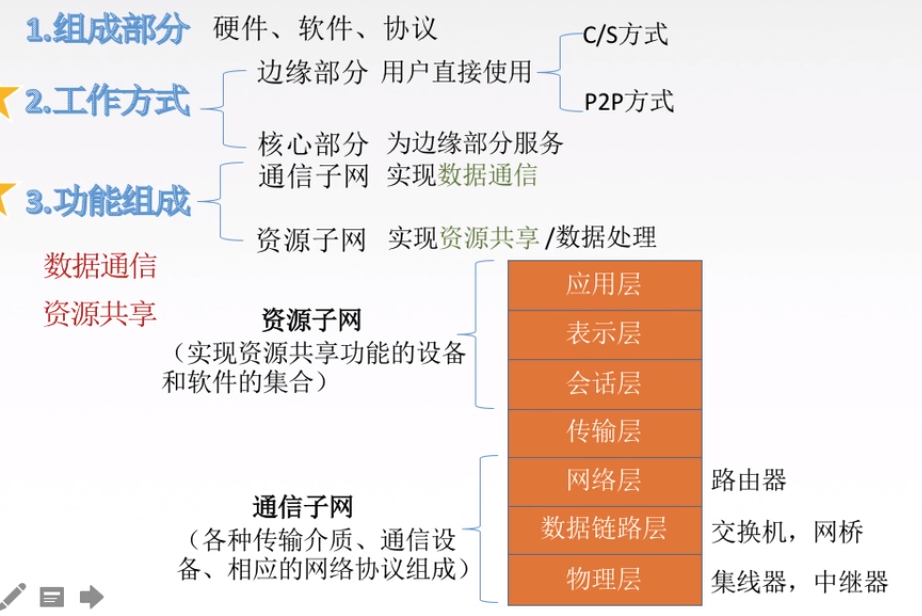 1.组成部分 硬件、软件、协议
C/S方式
边缘部分 用户直接使用
2.工作方式
P2P方式
核心部分 为边缘部分服务
通信子网 实现数据通信
3.功能组成
资源子网 实现资源共享/数据处理
数据通信
资源共享
资源子网
（实现资源共享功能的设备
和软件的集合）
应用层
表示层
会话层
传输层
网络层 路由器
通信子网
（各种传输介质、通信设
备、相应的网络协议组成）
数据链路层 交换机，网桥
物理层 集线器，中继器